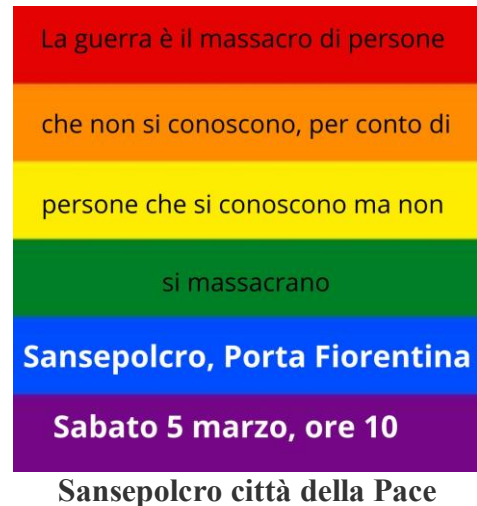 La guerra è il massacro di persone
che non si conoscono, per conto di
persone che si conoscono ma non
si massacrano
Sansepolcro, Porta Fiorentina
Sabato 5 marzo, ore 10
Sansepolcro città della Pace